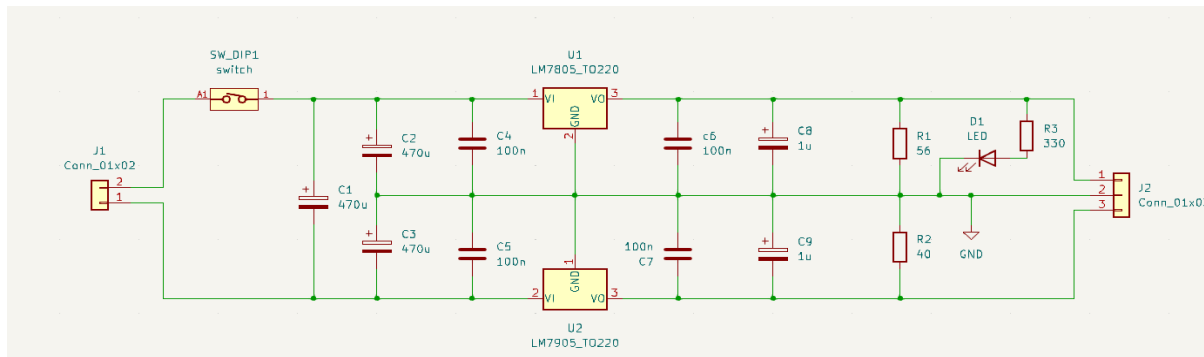 SW_DIP1
switch
A1
1
J1
Conn_01x02
2
1
C1
470u
C2
470u
C3
470u
C4
100n
C5
100n
U1
LM7805_TO220
1
VI
VO
3
GND
2
1
GND
2
VI
VO
3
U2
LM7905_TO220
c6
100n
100n
C7
C8
1u
C9
1u
R1
56
R2
40
D1
LED
R3
330
GND
1
2
3
J2
Conn_01x0